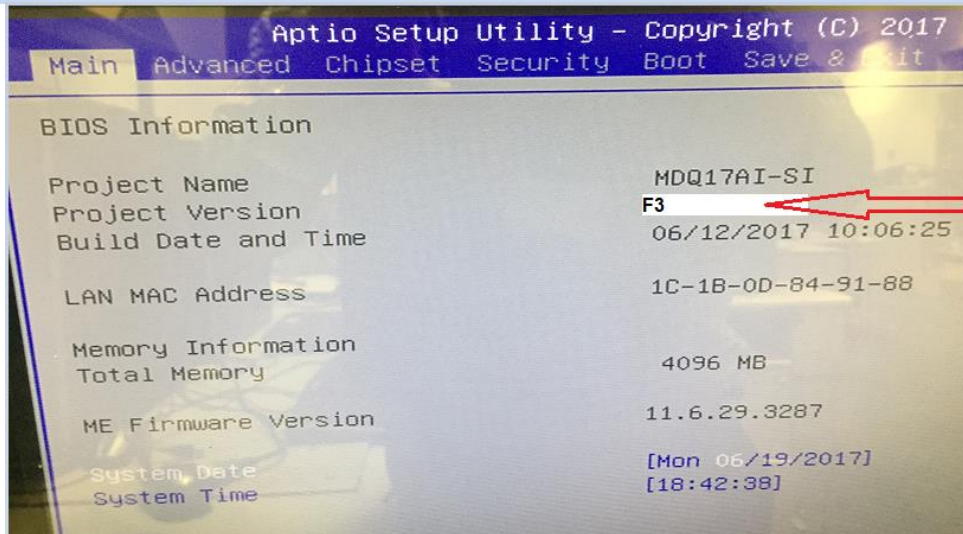 Aptio Setup Utility – Copyright (C) 2017
Main Advanced Chipset Security Boot Save & Exit
BIOS Information
Project Name MDQ17AI-SI
Project Version F3
Build Date and Time 06/12/2017 10:06:25
LAN MAC Address 1C-1B-0D-84-91-88
Memory Information
Total Memory 4096 MB
ME Firmware Version 11.6.29.3287
System Date [Mon 06/19/2017]
System Time [18:42:38]